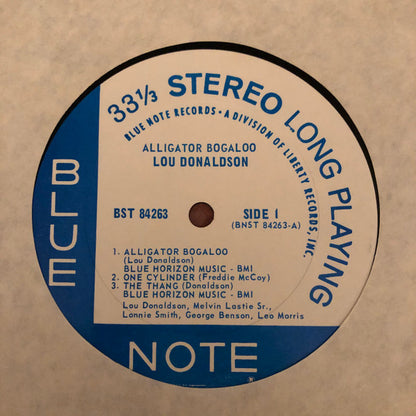 33⅓ STEREO LONG PLAYING
BLUE NOTE RECORDS • A DIVISION OF LIBERTY RECORDS, INC.
ALLIGATOR BOGALOO
LOU DONALDSON
BLUE
BST 84263 SIDE 1
(BNST 84263-A)
1. ALLIGATOR BOGALOO
(Lou Donaldson)
BLUE HORIZON MUSIC - BMI
2. ONE CYLINDER (Freddie McCoy)
3. THE THANG (Donaldson)
BLUE HORIZON MUSIC - BMI
Lou Donaldson, Melvin Lastie Sr.,
Lonnie Smith, George Benson, Leo Morris
NOTE